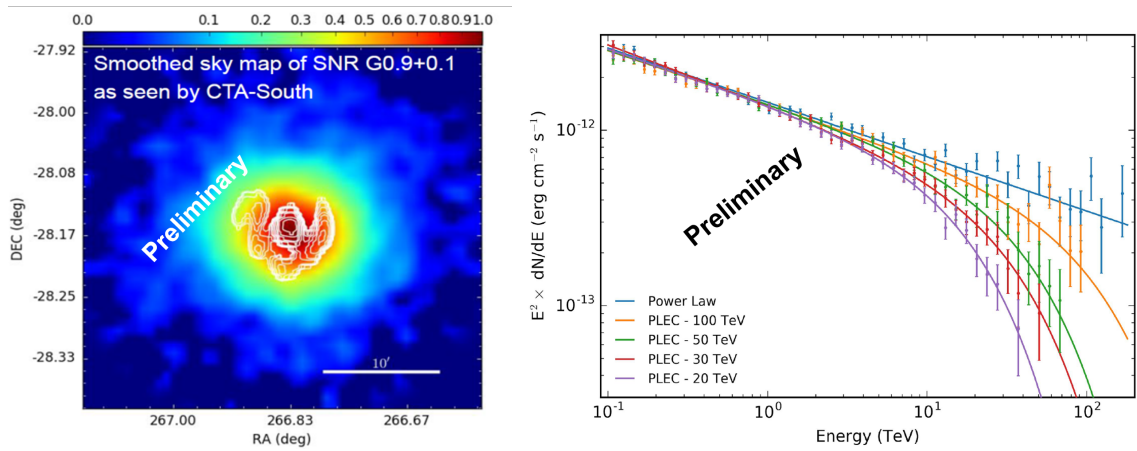 0.0 0.1 0.2 0.3 0.4 0.5 0.6 0.7 0.8 0.9 1.0
Smoothed sky map of SNR G0.9+0.1
as seen by CTA-South
Preliminary
10′
-27.92
-28.00
-28.08
-28.17
-28.25
-28.33
DEC (deg)
267.00 266.83 266.67
RA (deg)
Preliminary
E² × dN/dE (erg cm⁻² s⁻¹)
10⁻¹²
10⁻¹³
Power Law
PLEC - 100 TeV
PLEC - 50 TeV
PLEC - 30 TeV
PLEC - 20 TeV
10⁻¹ 10⁰ 10¹ 10²
Energy (TeV)